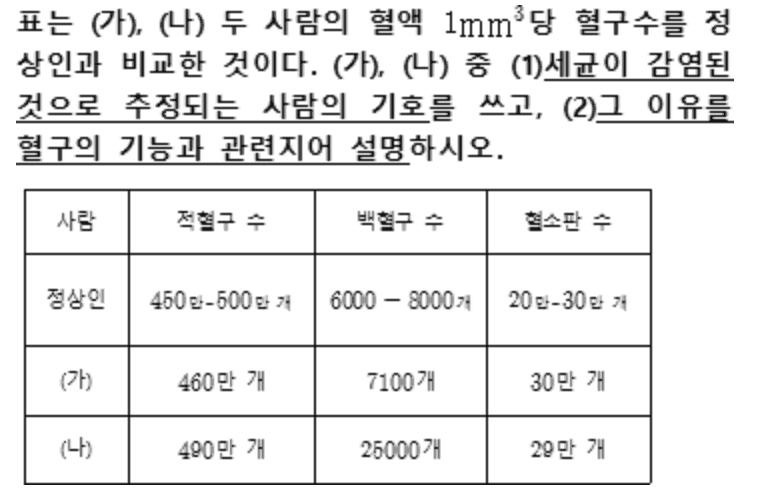 표는 (가), (나) 두 사람의 혈액 1mm³당 혈구수를 정
상인과 비교한 것이다. (가), (나) 중 (1)세균이 감염된
것으로 추정되는 사람의 기호를 쓰고, (2)그 이유를
혈구의 기능과 관련지어 설명하시오.
사람 적혈구 수 백혈구 수 혈소판 수
정상인 450만-500만 개 6000 - 8000개 20만-30만 개
(가) 460만 개 7100개 30만 개
(나) 490만 개 25000개 29만 개